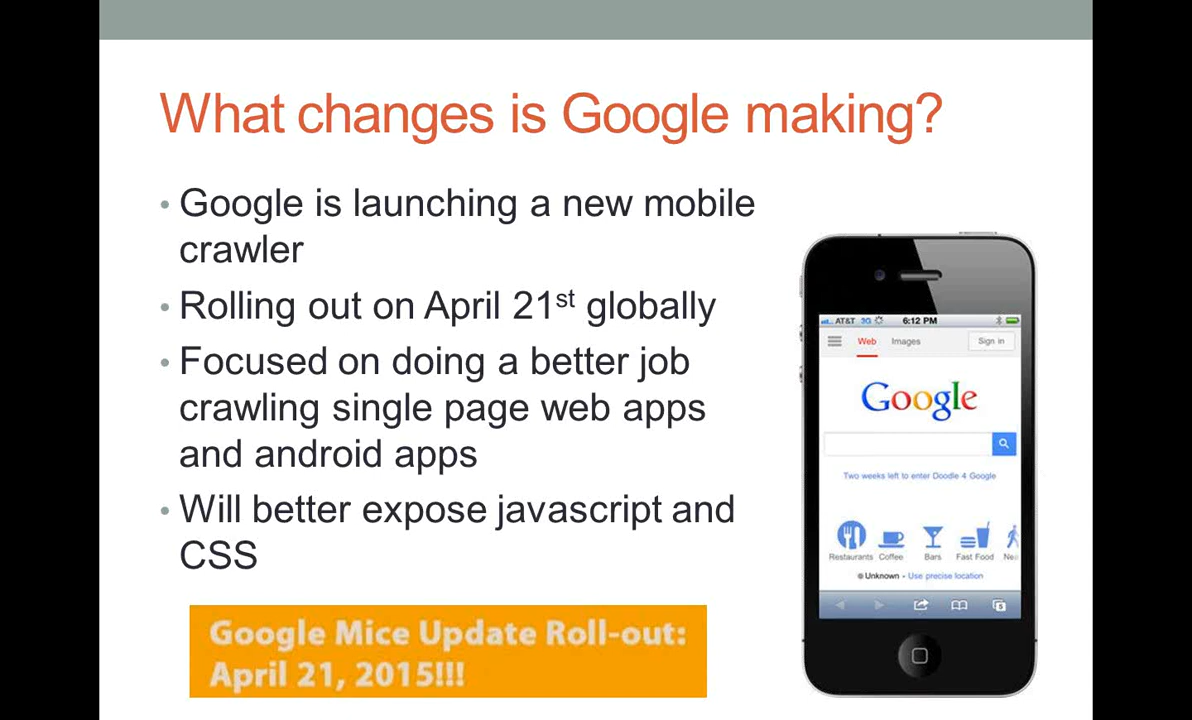 What changes is Google making?
• Google is launching a new mobile
crawler
• Rolling out on April 21st globally
• Focused on doing a better job
crawling single page web apps
and android apps
• Will better expose javascript and
CSS
Google Mice Update Roll-out:
April 21, 2015!!!
AT&T 3G 6:12 PM
Web Images Sign in
Google
Two weeks left to enter Doodle 4 Google
Restaurants Coffee Bars Fast Food Nea
Unknown - Use precise location